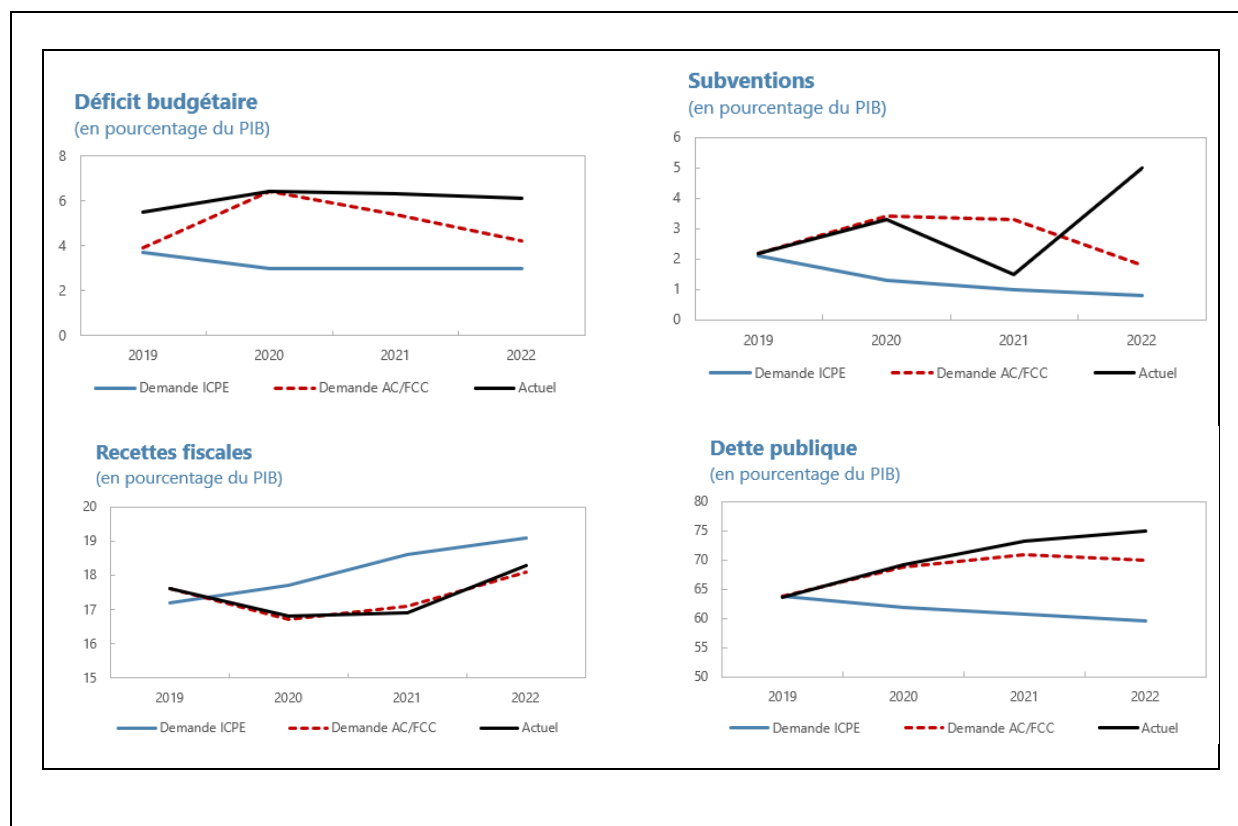 Déficit budgétaire
(en pourcentage du PIB)
8
6
4
2
0
2019 2020 2021 2022
Demande ICPE Demande AC/FCC Actuel
Subventions
(en pourcentage du PIB)
6
5
4
3
2
1
0
2019 2020 2021 2022
Demande ICPE Demande AC/FCC Actuel
Recettes fiscales
(en pourcentage du PIB)
20
19
18
17
16
15
2019 2020 2021 2022
Demande ICPE Demande AC/FCC Actuel
Dette publique
(en pourcentage du PIB)
80
75
70
65
60
55
50
2019 2020 2021 2022
Demande ICPE Demande AC/FCC Actuel